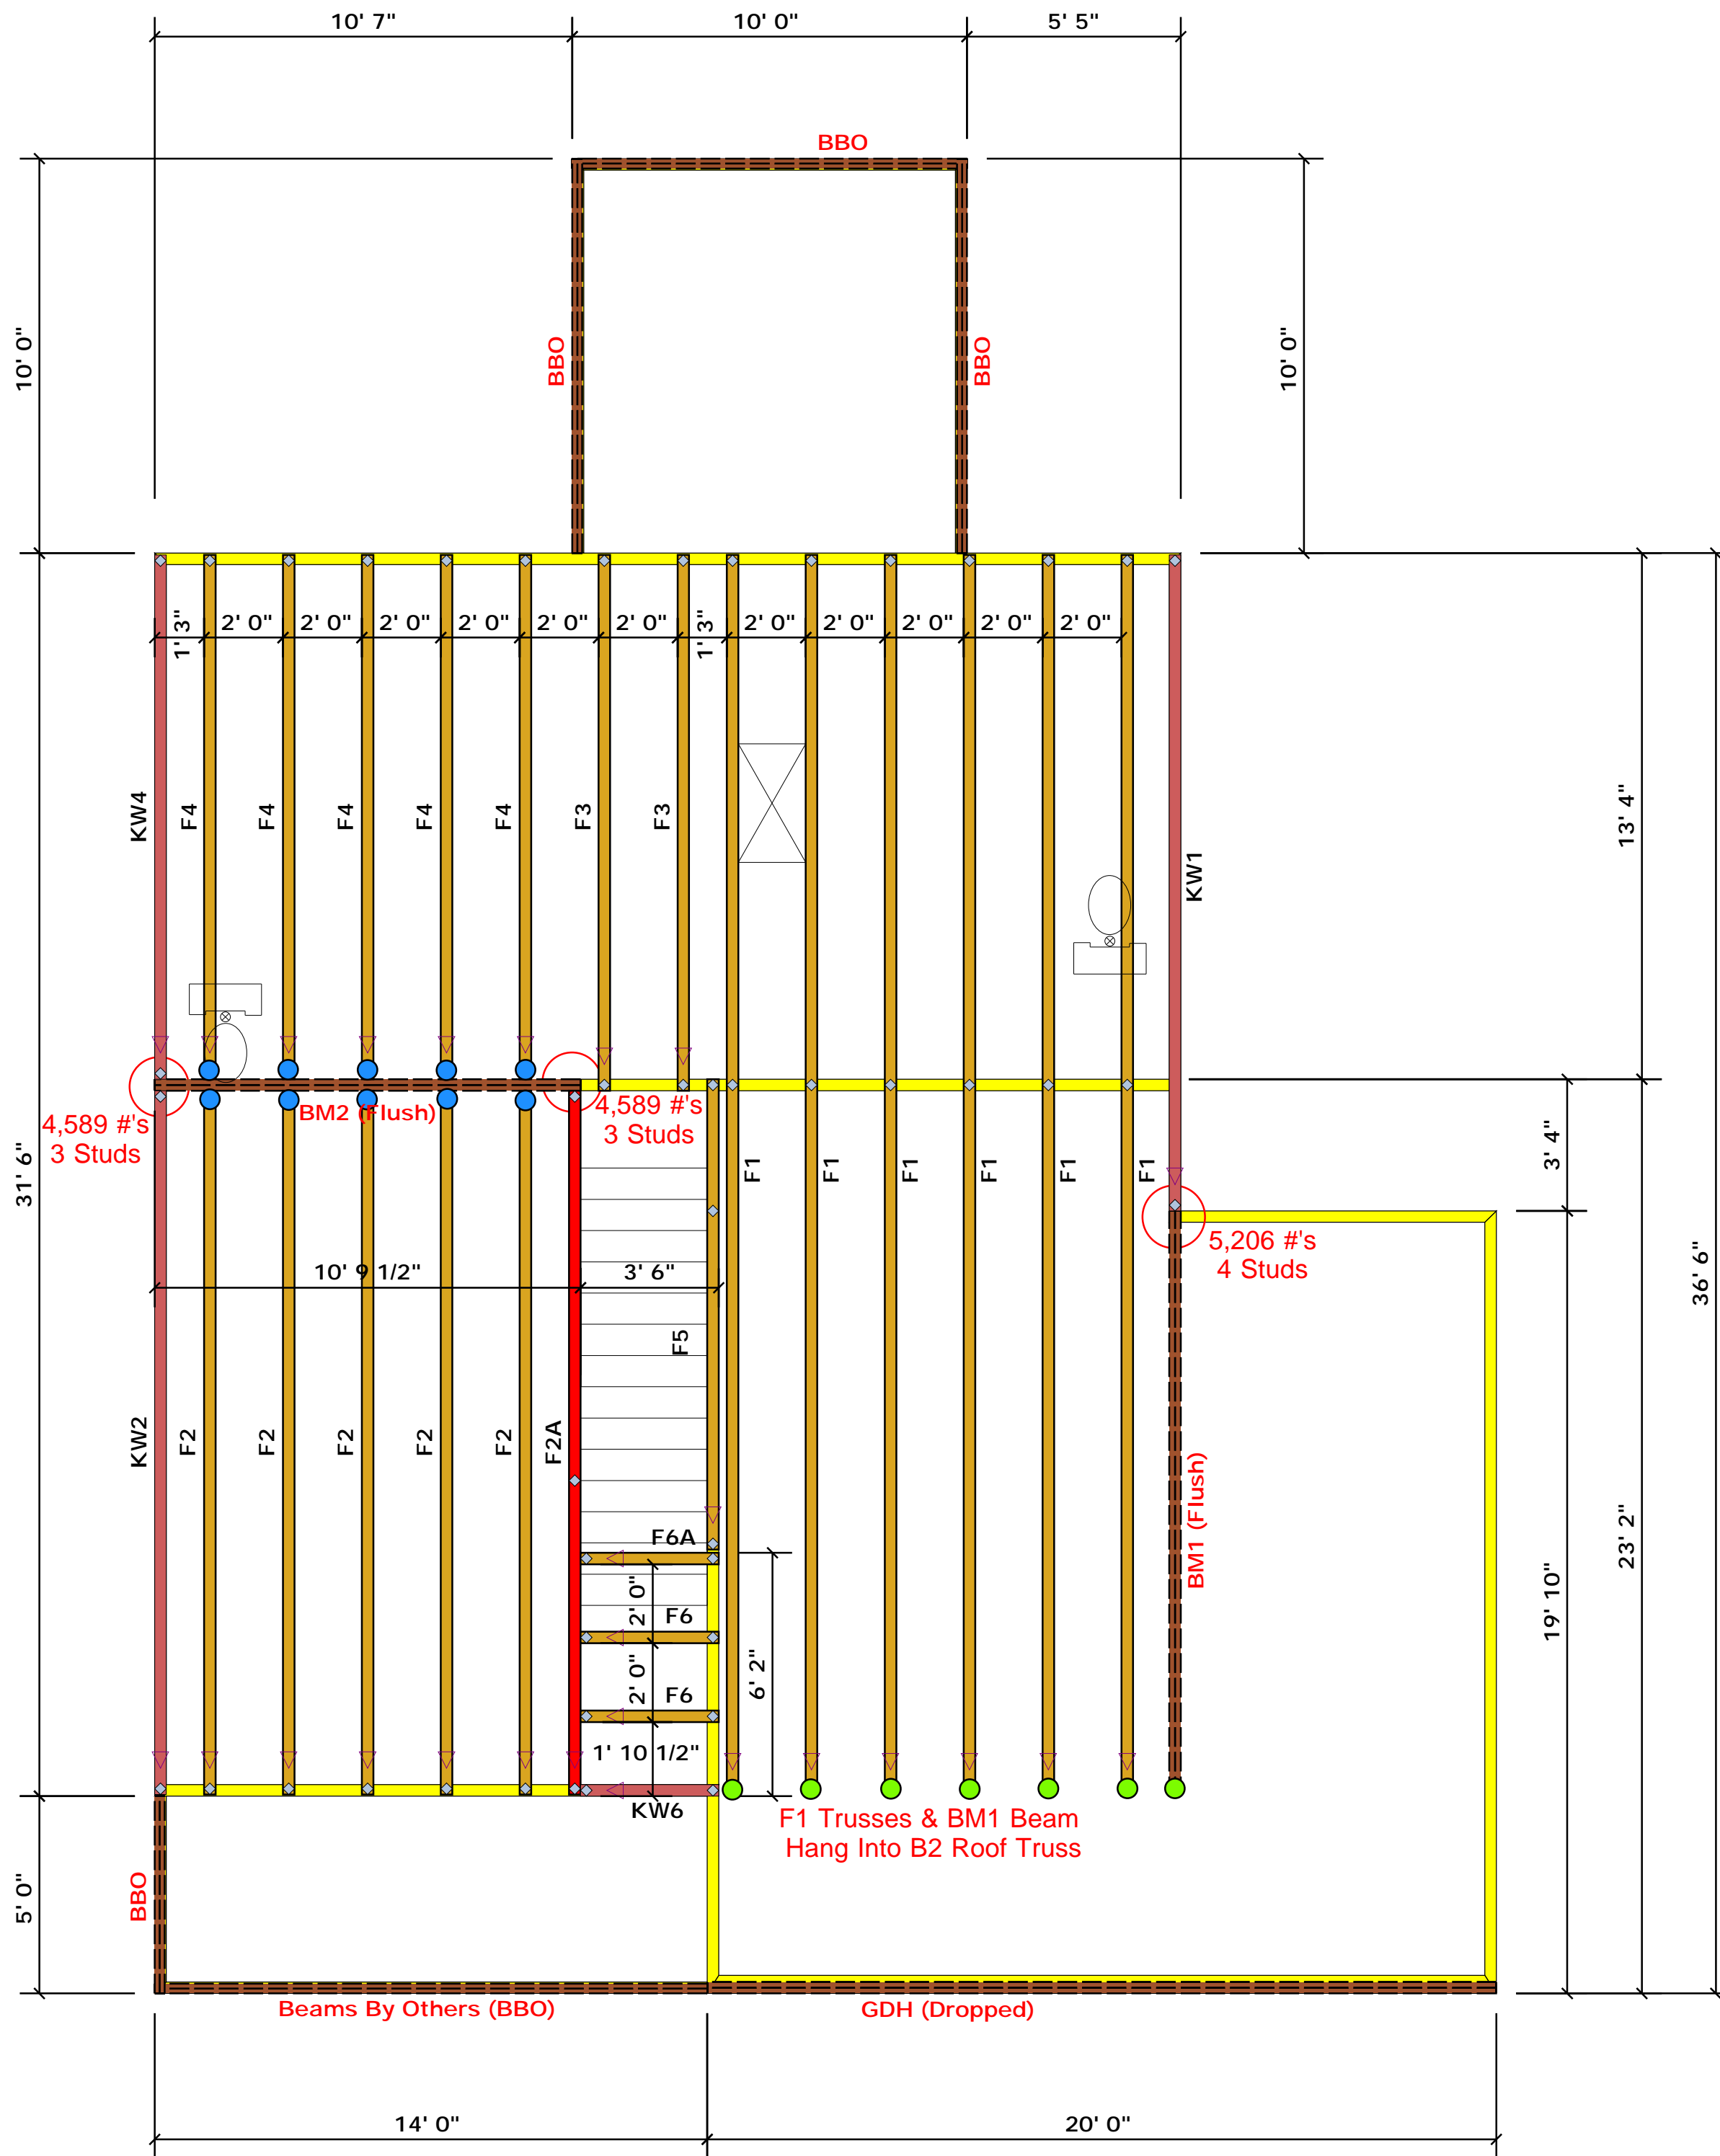 10' 7"
10' 0"
5' 5"
BBO
10' 0"
BBO
BBO
10' 0"
1' 3"
2' 0"
2' 0"
2' 0"
2' 0"
2' 0"
2' 0"
1' 3"
2' 0"
2' 0"
2' 0"
2' 0"
2' 0"
KW4
F4
F4
F4
F4
F4
F3
F3
KW1
13' 4"
BM2 (Flush)
4,589 #'s
3 Studs
4,589 #'s
3 Studs
31' 6"
F1
F1
F1
F1
F1
F1
3' 4"
5,206 #'s
4 Studs
36' 6"
10' 9 1/2"
3' 6"
F5
KW2
F2
F2
F2
F2
F2
F2A
BM1 (Flush)
F6A
2' 0"
F6
2' 0"
F6
6' 2"
1' 10 1/2"
KW6
23' 2"
19' 10"
F1 Trusses & BM1 Beam
Hang Into B2 Roof Truss
5' 0"
BBO
Beams By Others (BBO)
GDH (Dropped)
14' 0"
20' 0"